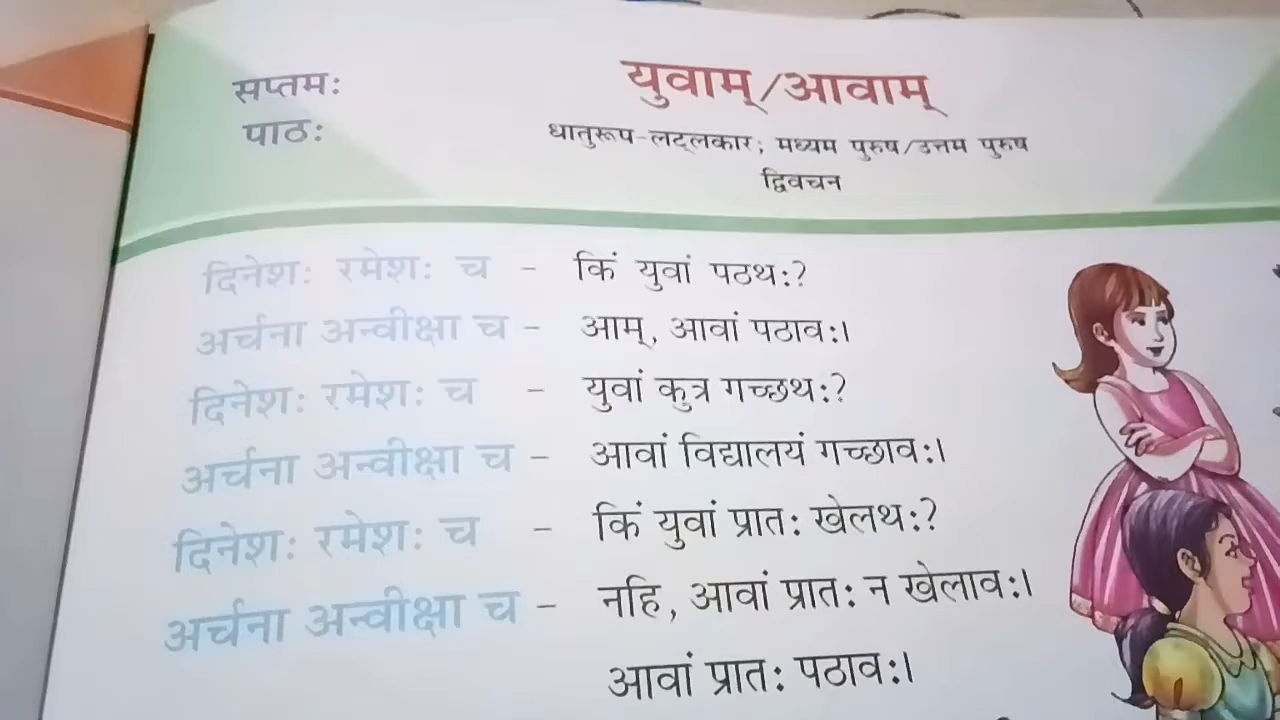 सप्तमः
पाठः
युवाम्/आवाम्
धातुरूप-लट्लकार; मध्यम पुरुष/उत्तम पुरुष
द्विवचन
दिनेशः रमेशः च - किं युवां पठथः?
अर्चना अन्वीक्षा च - आम्, आवां पठावः।
दिनेशः रमेशः च - युवां कुत्र गच्छथः?
अर्चना अन्वीक्षा च - आवां विद्यालयं गच्छावः।
दिनेशः रमेशः च - किं युवां प्रातः खेलथः?
अर्चना अन्वीक्षा च - नहि, आवां प्रातः न खेलावः।
आवां प्रातः पठावः।